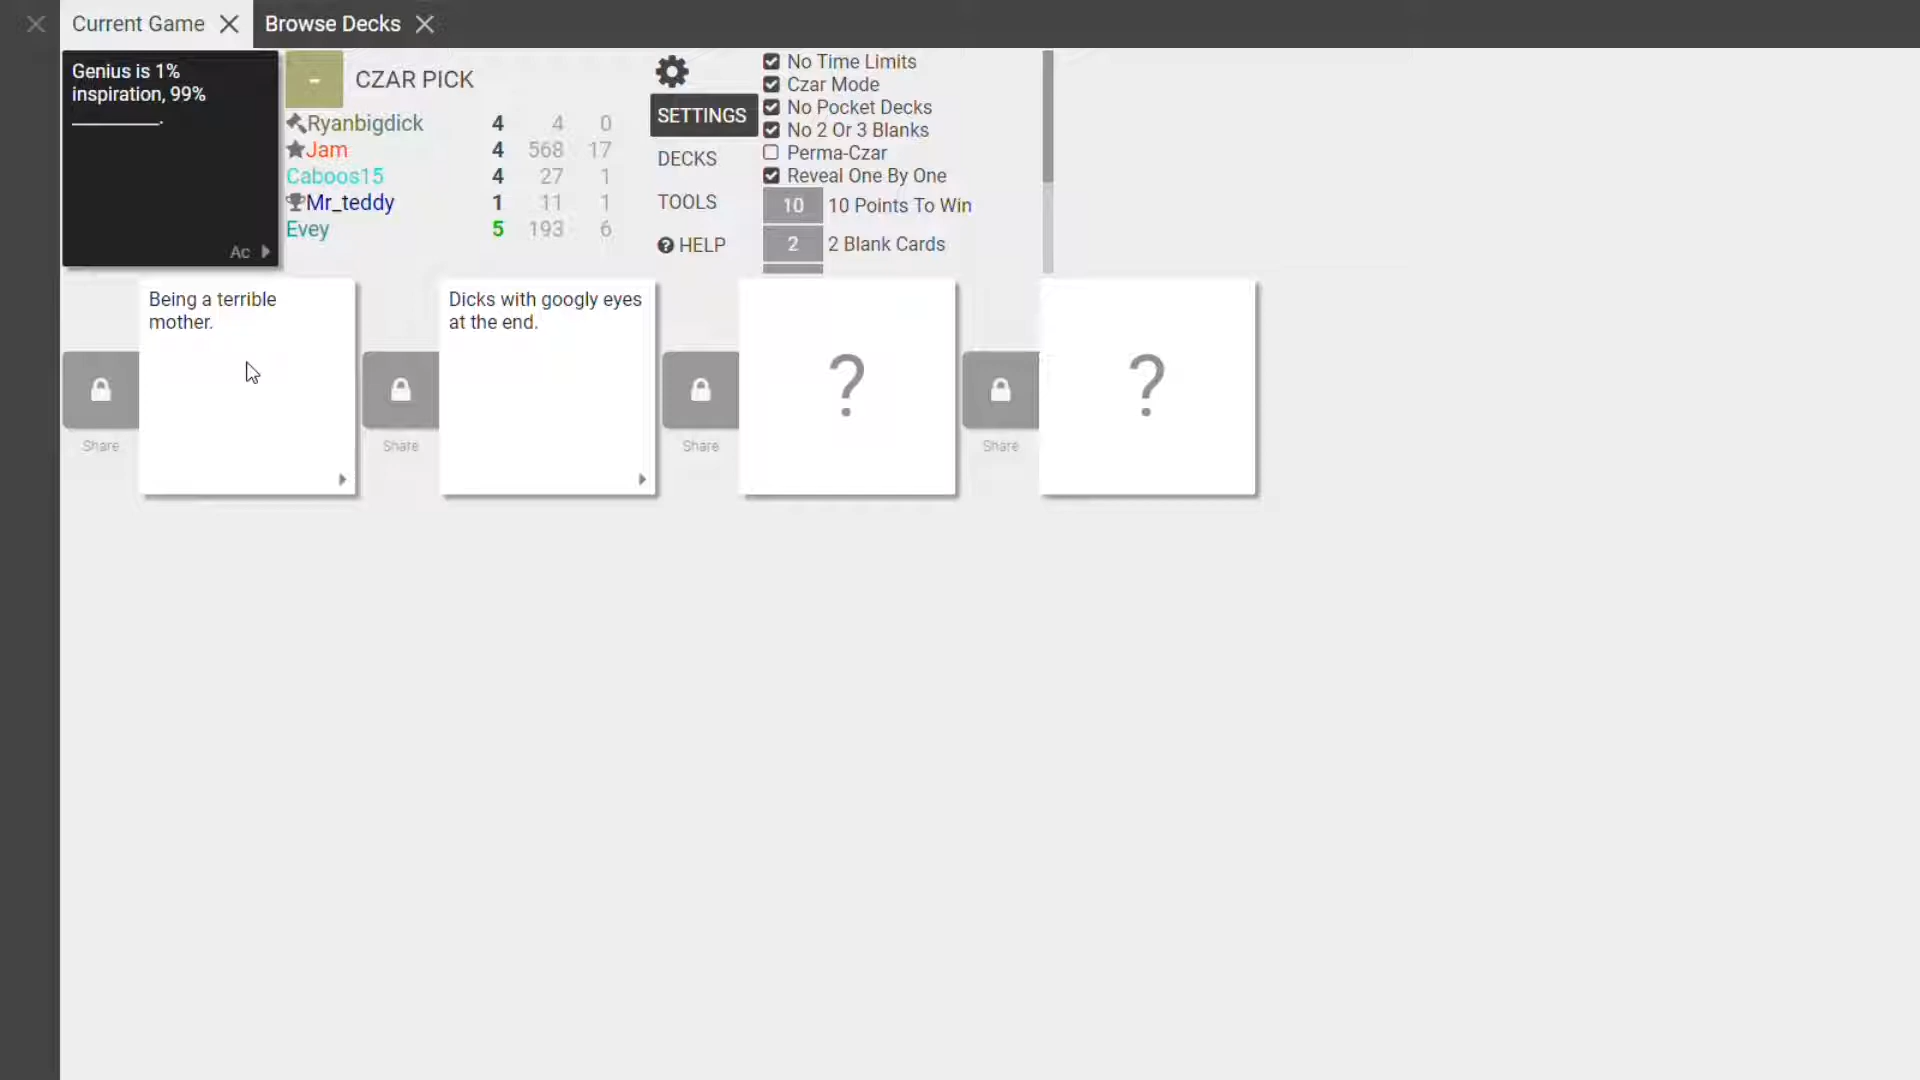 Current Game
Browse Decks
Genius is 1%
inspiration, 99%
________.
Ac
-
CZAR PICK
Ryanbigdick 4 4 0
Jam 4 568 17
Caboos15 4 27 1
Mr_teddy 1 11 1
Evey 5 193 6
SETTINGS
DECKS
TOOLS
? HELP
No Time Limits
Czar Mode
No Pocket Decks
No 2 Or 3 Blanks
Perma-Czar
Reveal One By One
10 10 Points To Win
2 2 Blank Cards
Share
Being a terrible
mother.
Share
Dicks with googly eyes
at the end.
Share
?
Share
?